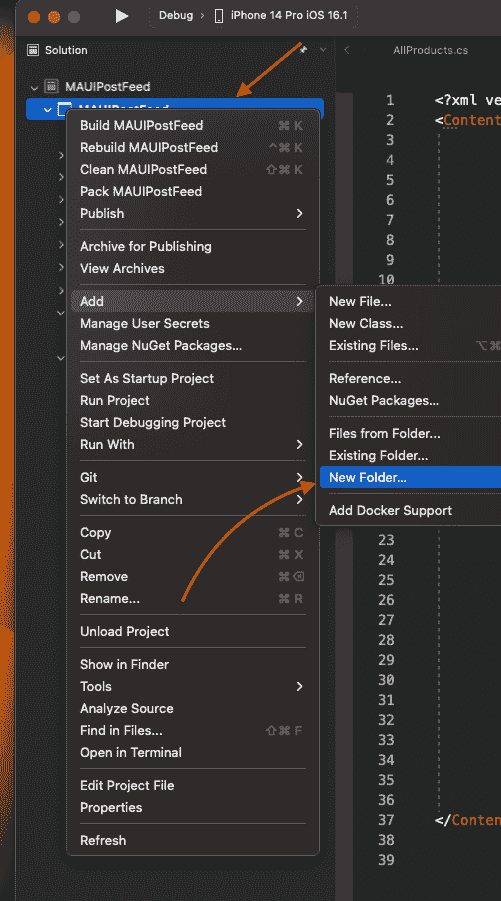 Debug > iPhone 14 Pro iOS 16.1
Solution
AllProducts.cs
MAUIPostFeed
MAUIPostFeed
Build MAUIPostFeed ⌘ K
Rebuild MAUIPostFeed ^⌘ K
Clean MAUIPostFeed ⇧⌘ K
Pack MAUIPostFeed
Publish
Archive for Publishing
View Archives
Add
Manage User Secrets
Manage NuGet Packages...
Set As Startup Project
Run Project
Start Debugging Project
Run With
Git
Switch to Branch
Copy ⌘ C
Cut ⌘ X
Remove ⌘⌫
Rename... ⌘ R
Unload Project
Show in Finder
Tools
Analyze Source
Find in Files... ⇧⌘ F
Open in Terminal
Edit Project File
Properties
Refresh
New File...
New Class...
Existing Files... ⌥⌘
Reference...
NuGet Packages...
Files from Folder...
Existing Folder...
New Folder...
Add Docker Support
1 <?xml ve
2 <Content
3
4
5
6
7
8
9
10
23
24
25
26
27
28
29
30
31
32
33
34
35
36
37 </Conten
38
39